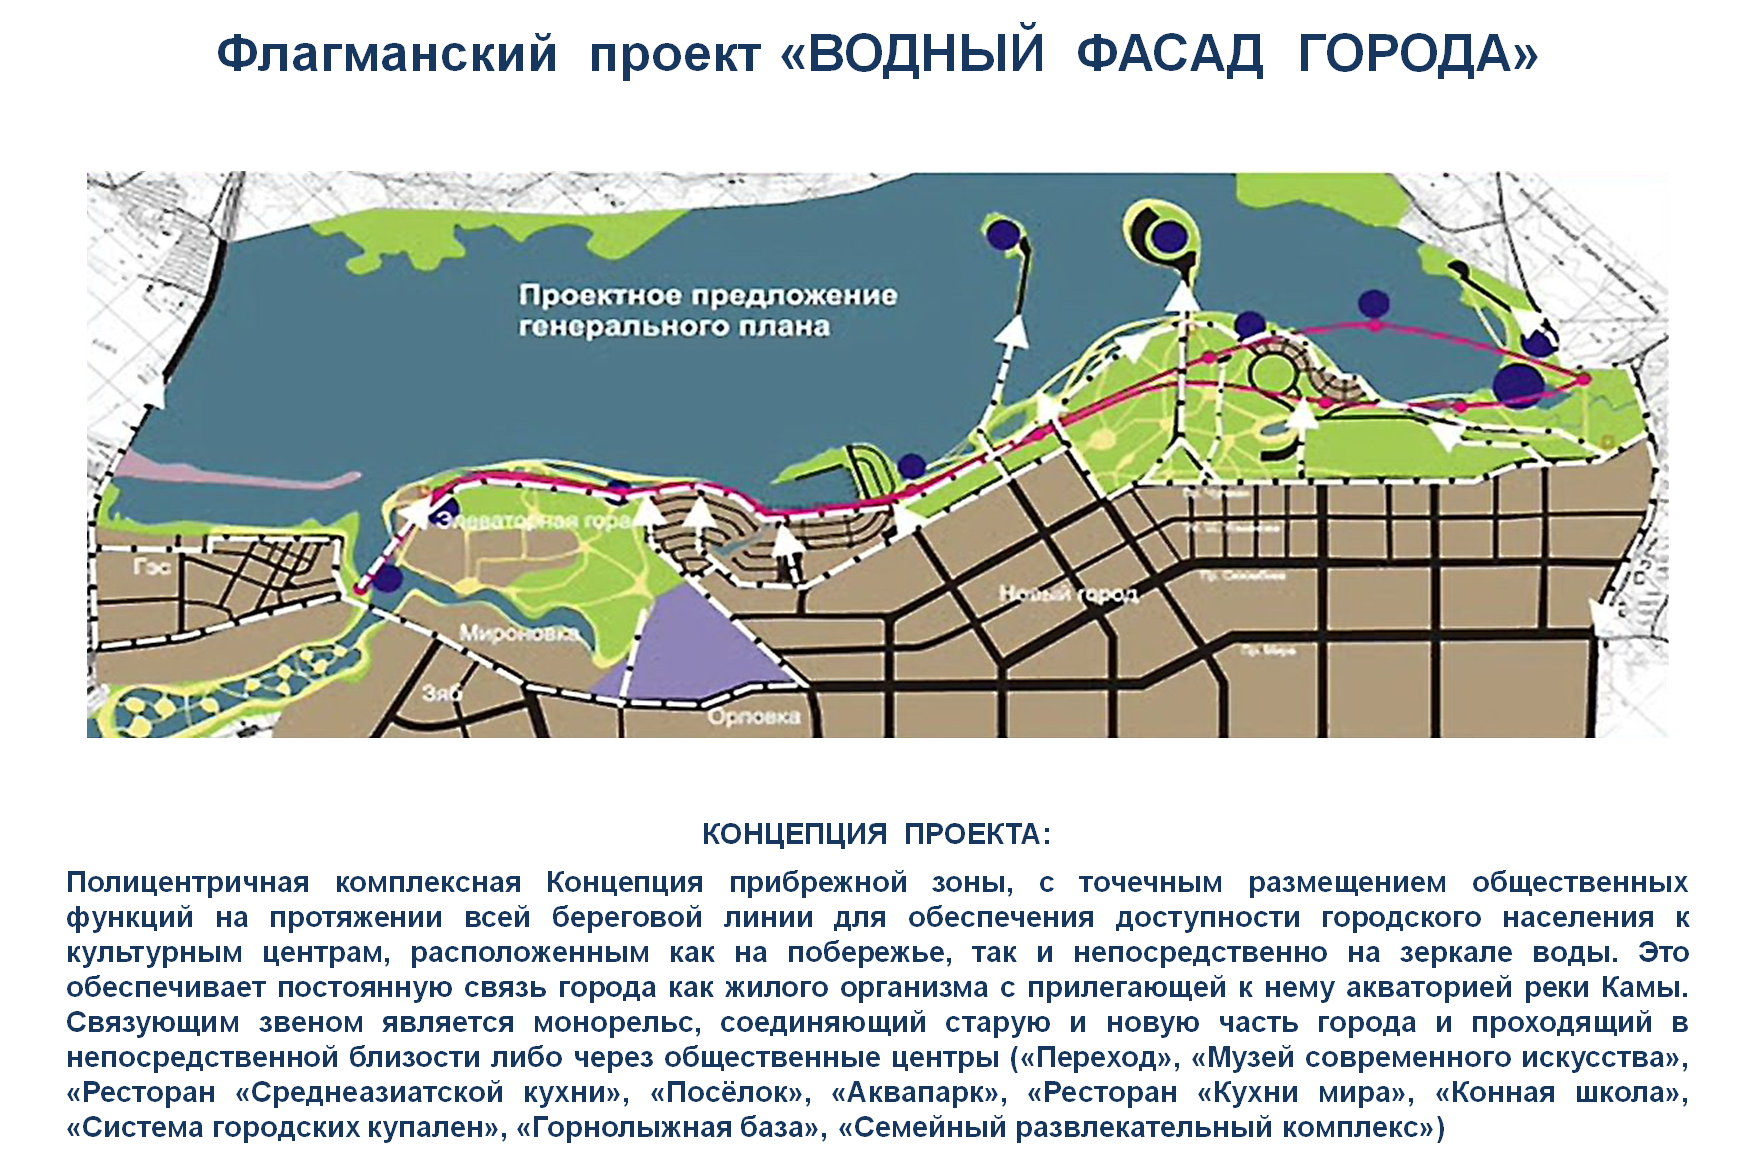 Флагманский проект «ВОДНЫЙ ФАСАД ГОРОДА»
Проектное предложение
генерального плана
Элеваторная гора
Гэс
Новый город
Мироновка
Пр. Мира
Зяб
Орловка
КОНЦЕПЦИЯ ПРОЕКТА:
Полицентричная комплексная Концепция прибрежной зоны, с точечным размещением общественных
функций на протяжении всей береговой линии для обеспечения доступности городского населения к
культурным центрам, расположенным как на побережье, так и непосредственно на зеркале воды. Это
обеспечивает постоянную связь города как жилого организма с прилегающей к нему акваторией реки Камы.
Связующим звеном является монорельс, соединяющий старую и новую часть города и проходящий в
непосредственной близости либо через общественные центры («Переход», «Музей современного искусства»,
«Ресторан «Среднеазиатской кухни», «Посёлок», «Аквапарк», «Ресторан «Кухни мира», «Конная школа»,
«Система городских купален», «Горнолыжная база», «Семейный развлекательный комплекс»)